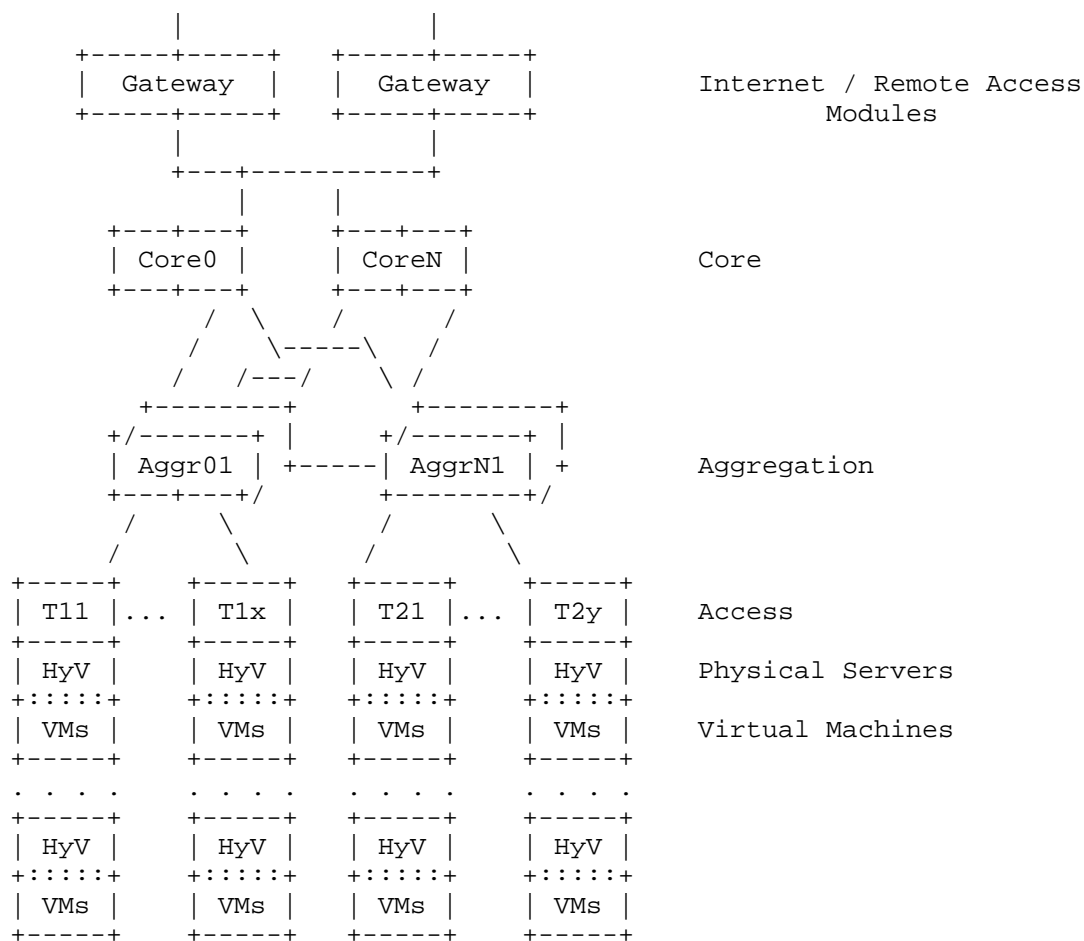 Gateway Gateway Internet / Remote Access
Modules
Core0 CoreN Core
Aggr01 AggrN1 Aggregation
T11 ... T1x T21 ... T2y Access
HyV HyV HyV HyV Physical Servers
VMs VMs VMs VMs Virtual Machines
. . . . . . . . . . . . . . . .
HyV HyV HyV HyV
VMs VMs VMs VMs